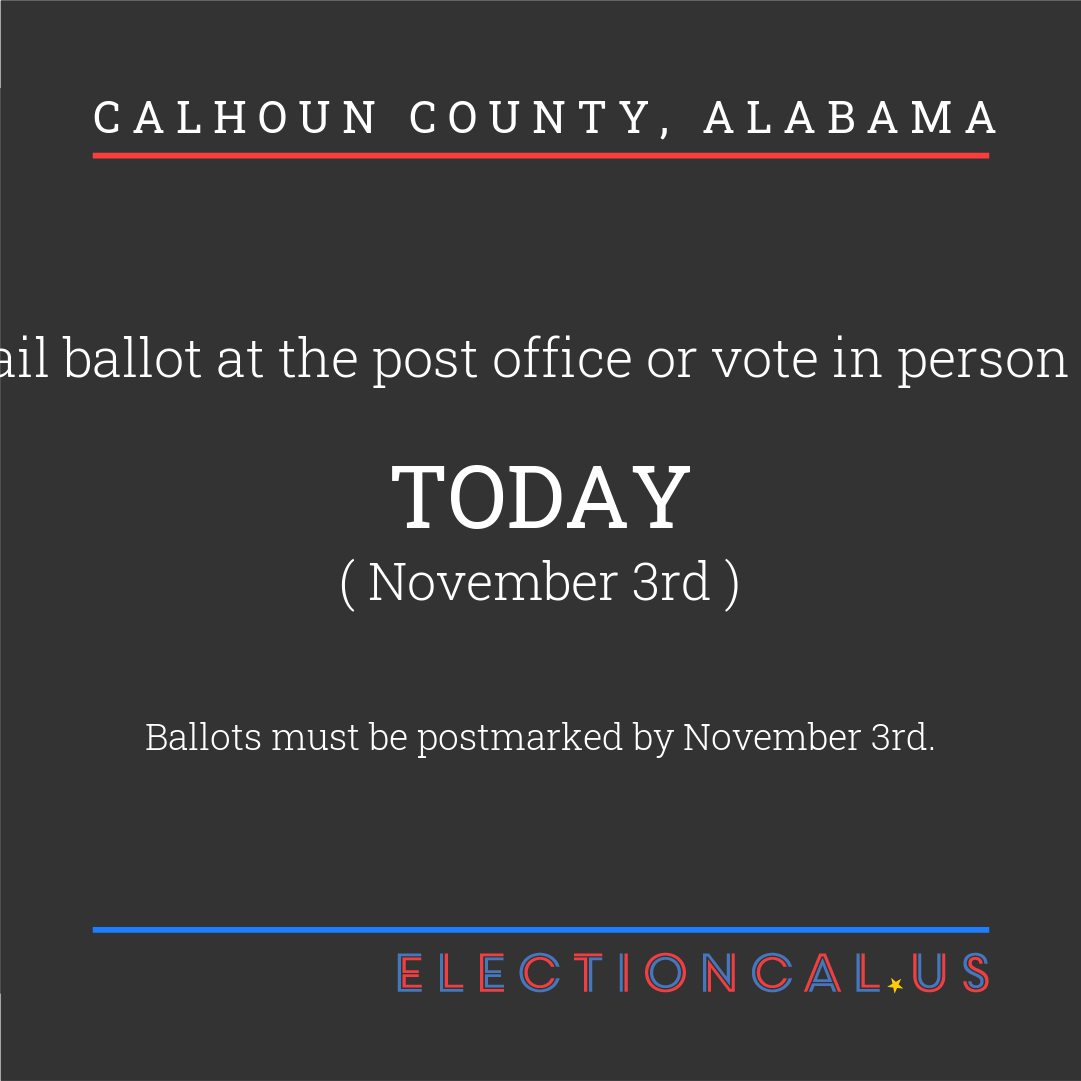 CALHOUN COUNTY, ALABAMA
ail ballot at the post office or vote in person
TODAY
( November 3rd )
Ballots must be postmarked by November 3rd.
ELECTIONCAL.US